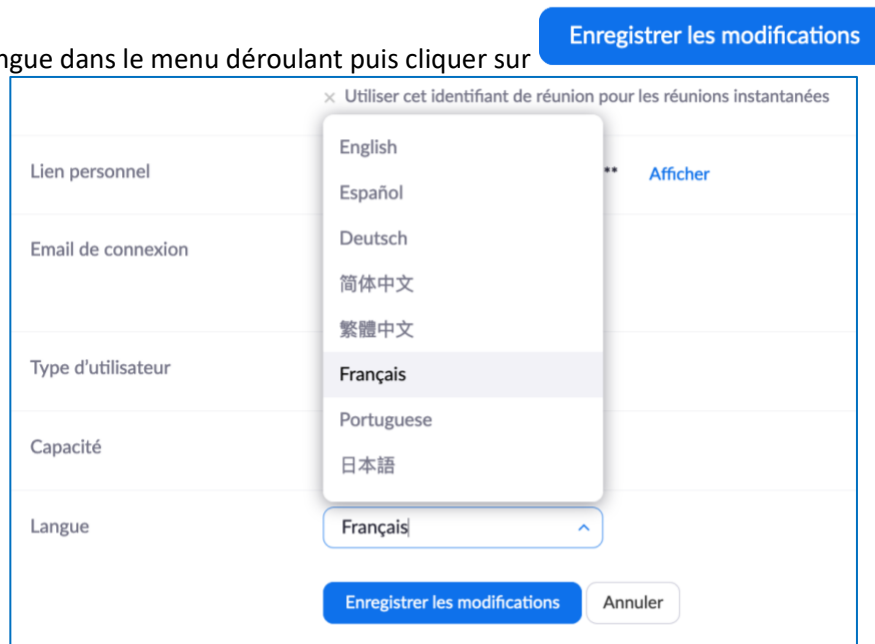 Enregistrer les modifications
dans le menu déroulant puis cliquer sur
× Utiliser cet identifiant de réunion pour les réunions instantanées
English
Lien personnel
** Afficher
Español
Deutsch
Email de connexion
简体中文
繁體中文
Type d’utilisateur
Français
Portuguese
Capacité
日本語
Langue
Français
Enregistrer les modifications Annuler